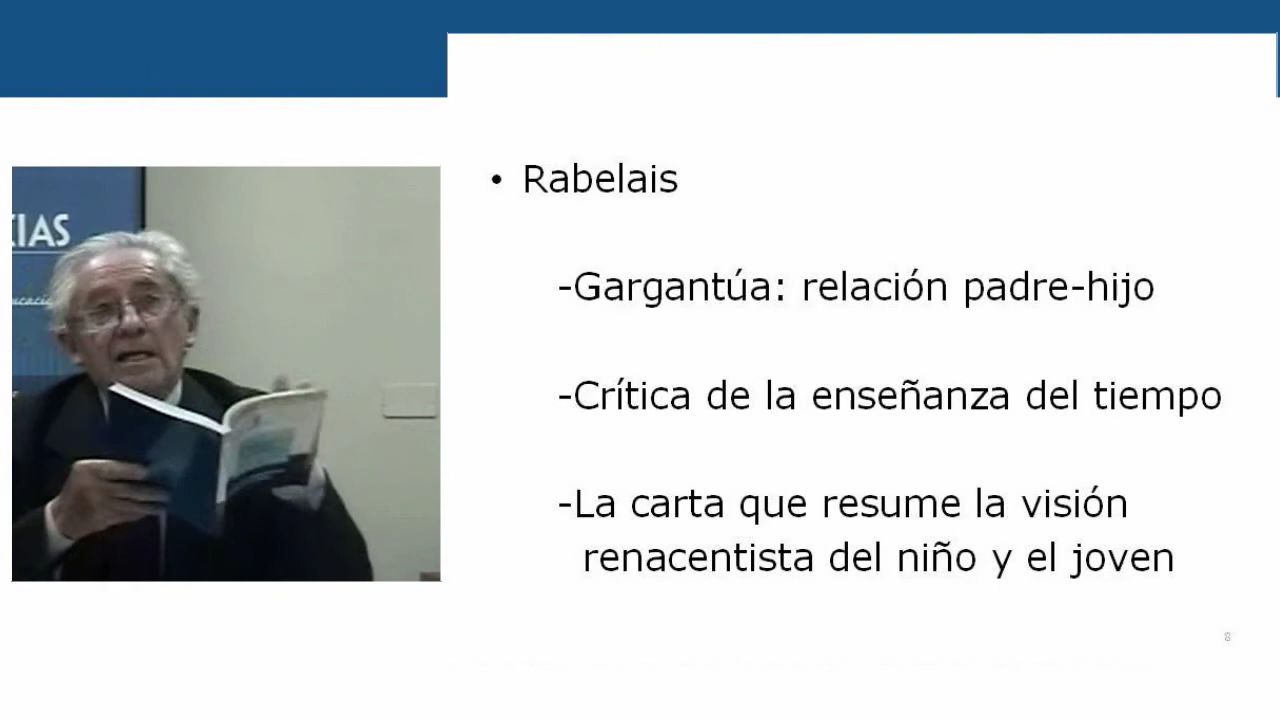 • Rabelais
-Gargantúa: relación padre-hijo
-Crítica de la enseñanza del tiempo
-La carta que resume la visión
renacentista del niño y el joven
8